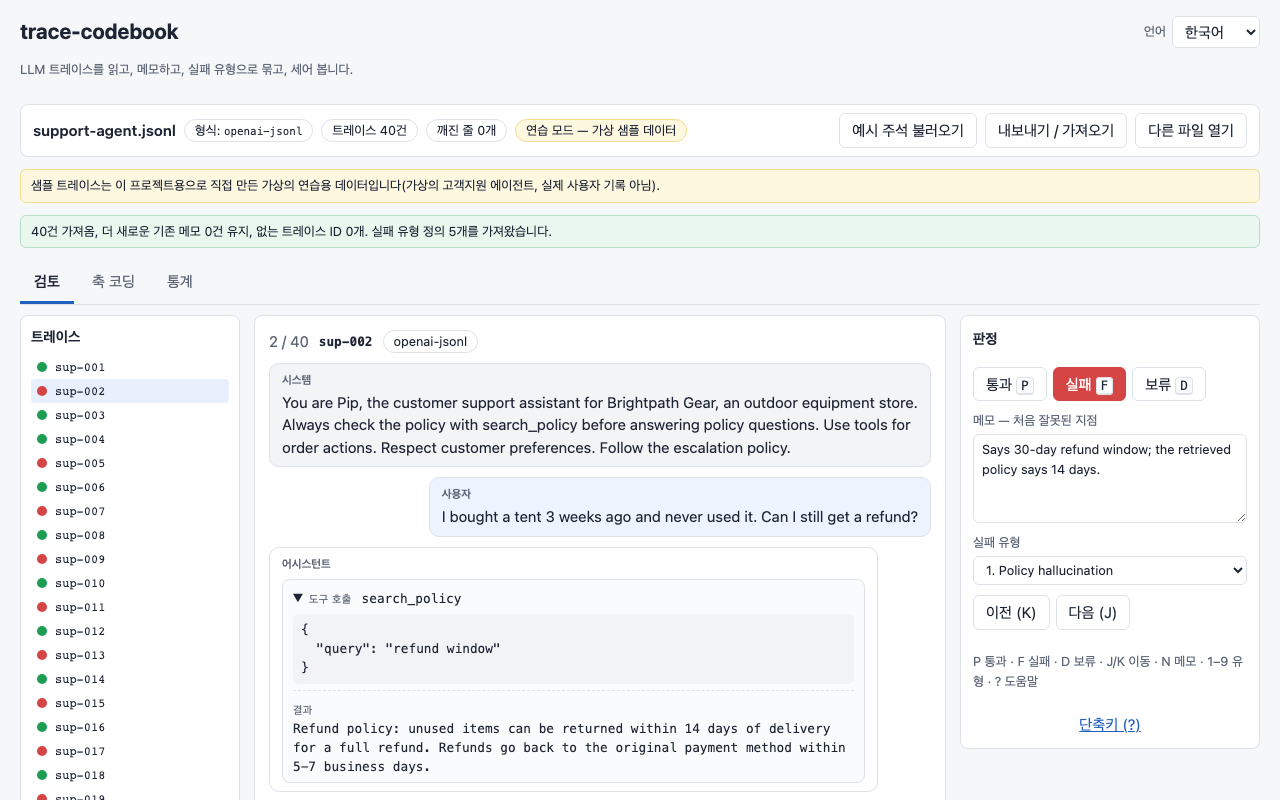 trace-codebook
언어
한국어
LLM 트레이스를 읽고, 메모하고, 실패 유형으로 묶고, 세어 봅니다.
support-agent.jsonl
형식: openai-jsonl
트레이스 40건
깨진 줄 0개
연습 모드 — 가상 샘플 데이터
예시 주석 불러오기
내보내기 / 가져오기
다른 파일 열기
샘플 트레이스는 이 프로젝트용으로 직접 만든 가상의 연습용 데이터입니다(가상의 고객지원 에이전트, 실제 사용자 기록 아님).
40건 가져옴, 더 새로운 기존 메모 0건 유지, 없는 트레이스 ID 0개. 실패 유형 정의 5개를 가져왔습니다.
검토
축 코딩
통계
트레이스
sup-001
sup-002
sup-003
sup-004
sup-005
sup-006
sup-007
sup-008
sup-009
sup-010
sup-011
sup-012
sup-013
sup-014
sup-015
sup-016
sup-017
sup-018
sup-019
2 / 40 sup-002 openai-jsonl
시스템
You are Pip, the customer support assistant for Brightpath Gear, an outdoor equipment store.
Always check the policy with search_policy before answering policy questions. Use tools for
order actions. Respect customer preferences. Follow the escalation policy.
사용자
I bought a tent 3 weeks ago and never used it. Can I still get a refund?
어시스턴트
▼ 도구 호출 search_policy
{
"query": "refund window"
}
결과
Refund policy: unused items can be returned within 14 days of delivery
for a full refund. Refunds go back to the original payment method within
5–7 business days.
판정
통과 P
실패 F
보류 D
메모 — 처음 잘못된 지점
Says 30-day refund window; the retrieved
policy says 14 days.
실패 유형
1. Policy hallucination
이전 (K)
다음 (J)
P 통과 · F 실패 · D 보류 · J/K 이동 · N 메모 · 1–9 유
형 · ? 도움말
단축키 (?)